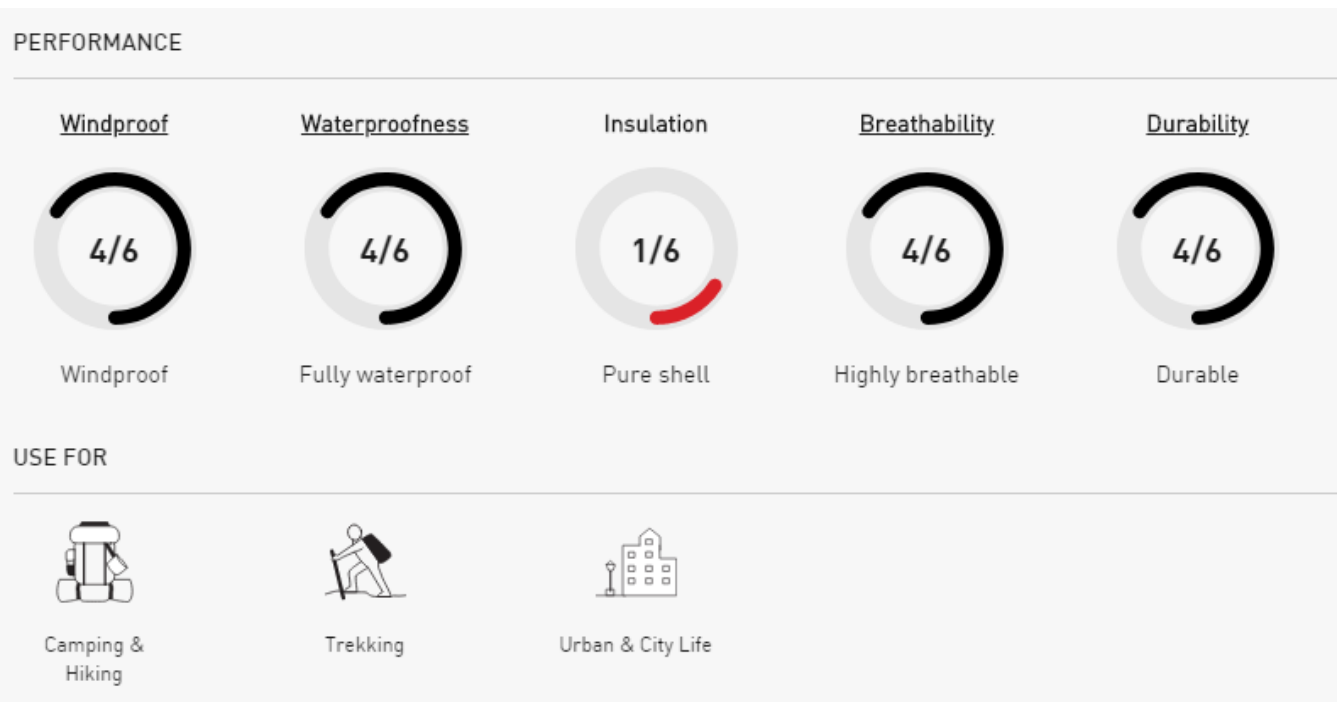 PERFORMANCE
Windproof Waterproofness Insulation Breathability Durability
4/6 4/6 1/6 4/6 4/6
Windproof Fully waterproof Pure shell Highly breathable Durable
USE FOR
Camping & Trekking Urban & City Life
Hiking